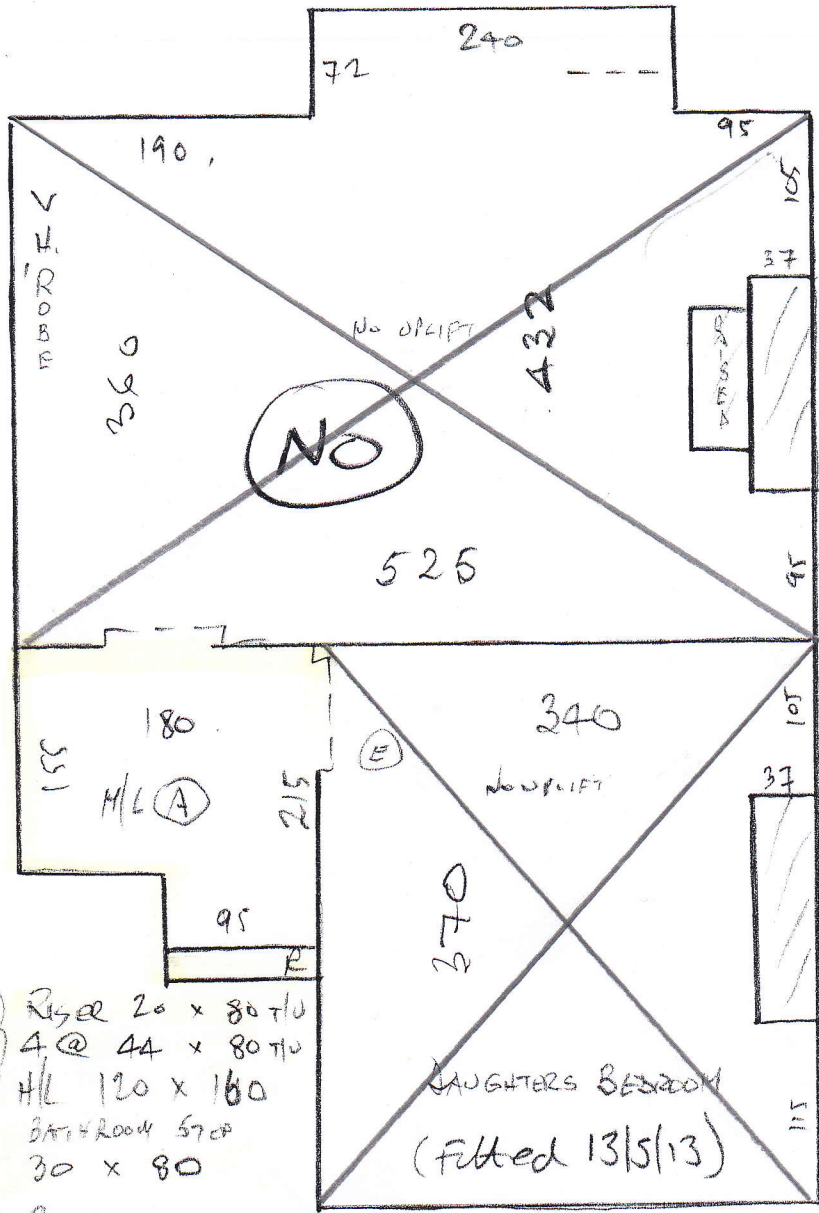 240
72
190
95
105
V
H.
'ROBE
37
NO UPLIFT
432
360
RAISED
NO
525
95
180
340
105
E
155
NO UPLIFT
H/L A
215
37
95
370
R
RISER 20 x 80 T/U
4 @ 44 x 80 T/U
H/L 120 x 160
DAUGHTERS BEDROOM
BATHROOM STEP
115
30 x 80
(Fitted 13/5/13)